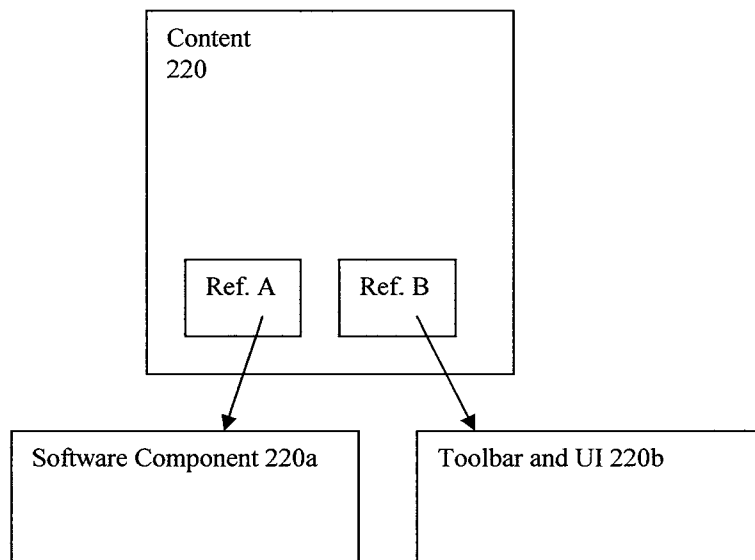 Content
220
Ref. A
Ref. B
Software Component 220a
Toolbar and UI 220b